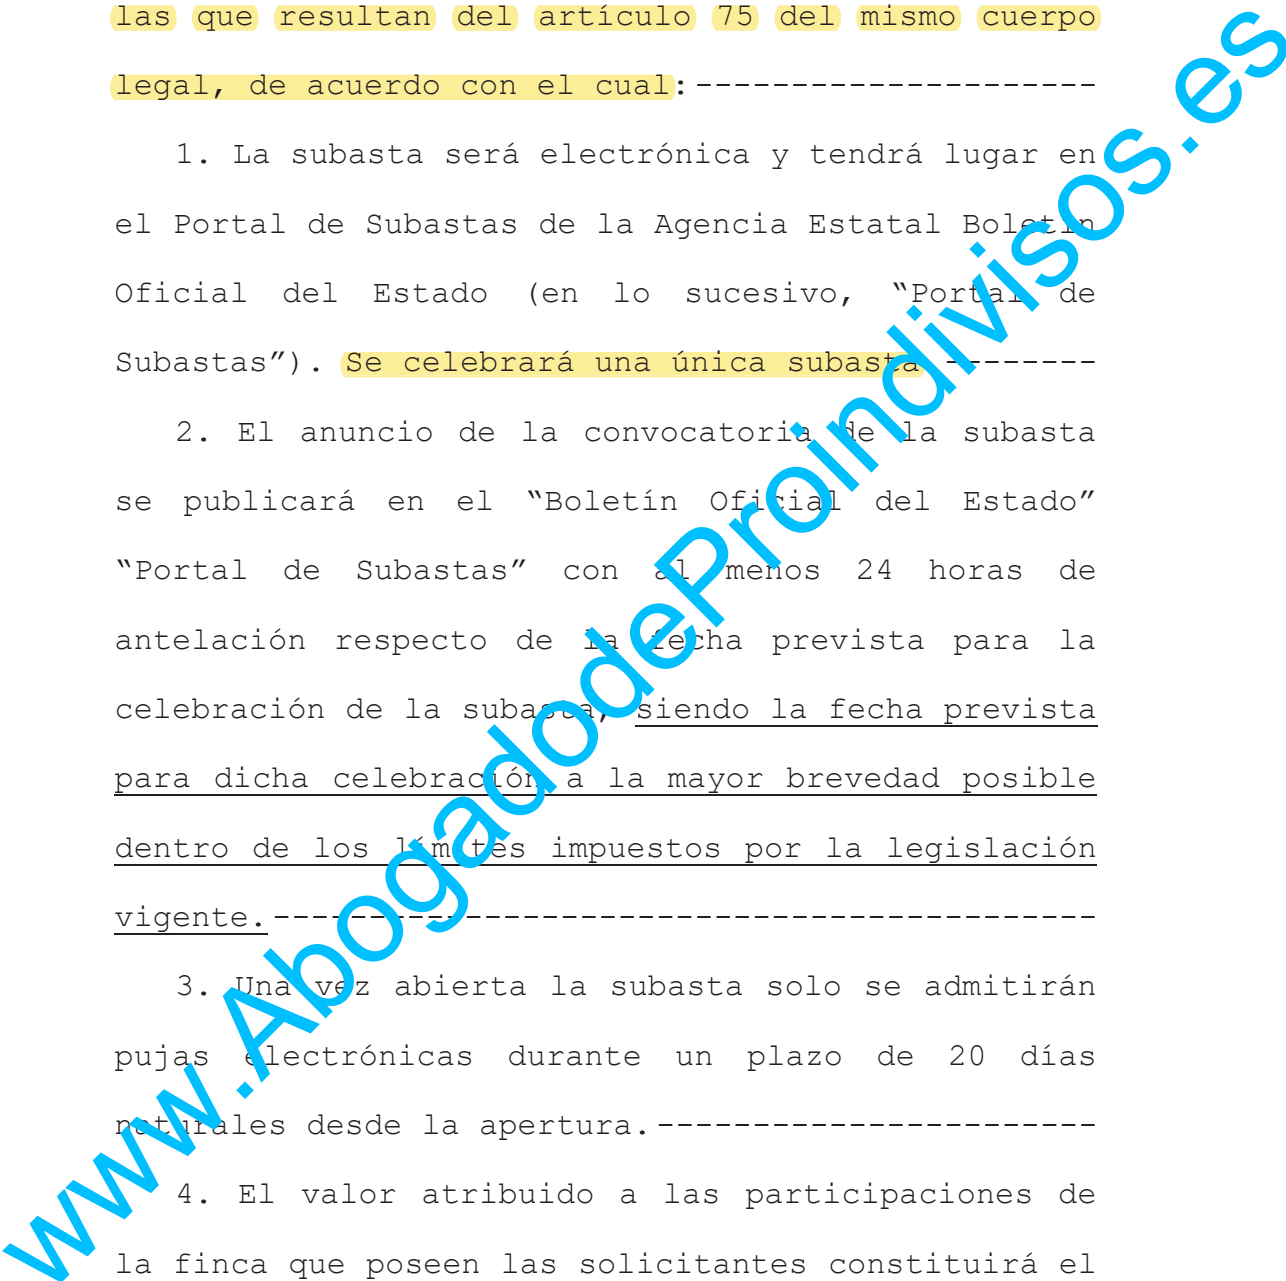 las que resultan del artículo 75 del mismo cuerpo
legal, de acuerdo con el cual:---------------------
1. La subasta será electrónica y tendrá lugar en
el Portal de Subastas de la Agencia Estatal Boletín
Oficial del Estado (en lo sucesivo, “Portal de
Subastas”). Se celebrará una única subasta --------
2. El anuncio de la convocatoria de la subasta
se publicará en el “Boletín Oficial del Estado”
“Portal de Subastas” con al menos 24 horas de
antelación respecto de la fecha prevista para la
celebración de la subasta, siendo la fecha prevista
para dicha celebración a la mayor brevedad posible
dentro de los límites impuestos por la legislación
vigente.-------------------------------------------
3. Una vez abierta la subasta solo se admitirán
pujas electrónicas durante un plazo de 20 días
naturales desde la apertura.-----------------------
4. El valor atribuido a las participaciones de
la finca que poseen las solicitantes constituirá el
www.AbogadodeProindivisos.es